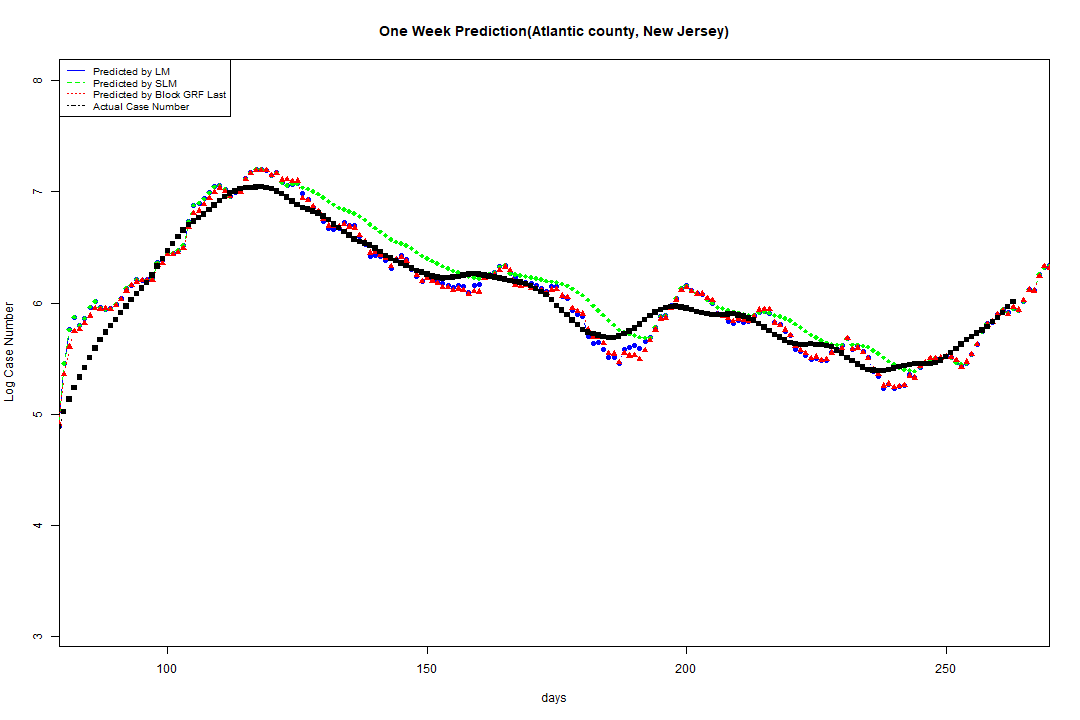 One Week Prediction(Atlantic county, New Jersey)
Predicted by LM
Predicted by SLM
Predicted by Block GRF Last
Actual Case Number
8
7
6
5
4
3
Log Case Number
100 150 200 250
days